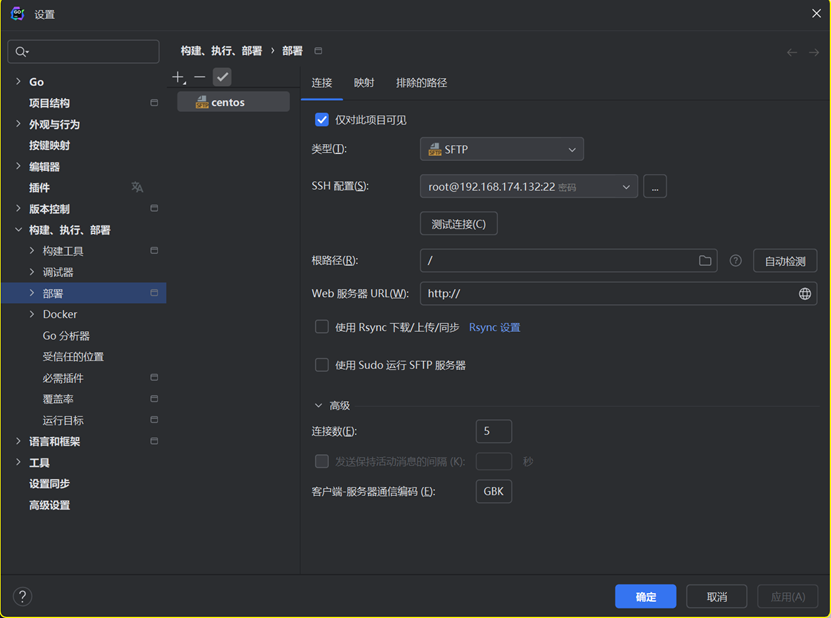 设置
构建、执行、部署 › 部署
Go
项目结构
外观与行为
按键映射
编辑器
插件
版本控制
构建、执行、部署
构建工具
调试器
部署
Docker
Go 分析器
受信任的位置
必需插件
覆盖率
运行目标
语言和框架
工具
设置同步
高级设置
centos
连接 映射 排除的路径
仅对此项目可见
类型(T): SFTP
SSH 配置(S): root@192.168.174.132:22 密码 ...
测试连接(C)
根路径(R): / 自动检测
Web 服务器 URL(W): http://
使用 Rsync 下载/上传/同步 Rsync 设置
使用 Sudo 运行 SFTP 服务器
高级
连接数(E): 5
发送保持活动消息的间隔 (K): 秒
客户端-服务器通信编码 (E): GBK
? 确定 取消 应用(A)